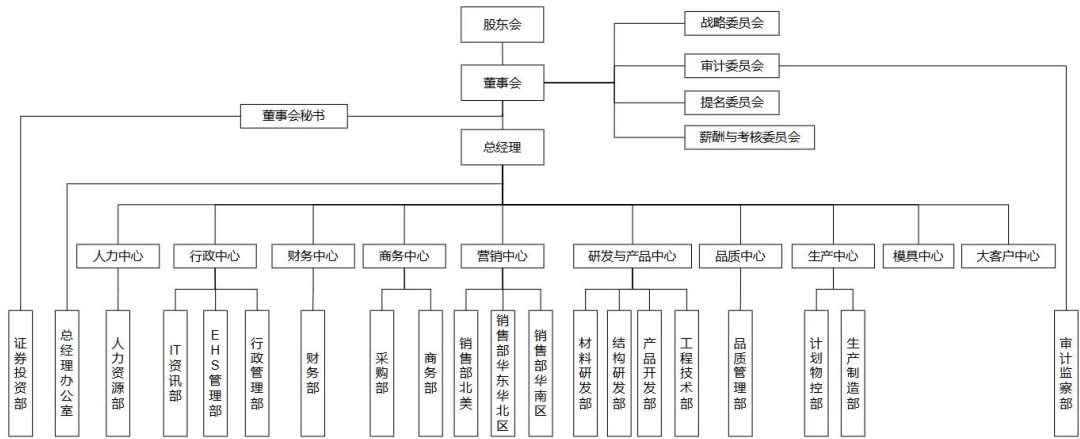 股东会
战略委员会
董事会
审计委员会
提名委员会
董事会秘书
薪酬与考核委员会
总经理
人力中心
行政中心
财务中心
商务中心
营销中心
研发与产品中心
品质中心
生产中心
模具中心
大客户中心
证券投资部
总经理办公室
人力资源部
IT资讯部
EHS管理部
行政管理部
财务部
采购部
商务部
销售部北美
销售部华东华北区
销售部华南区
材料研发部
结构研发部
产品开发部
工程技术部
品质管理部
计划物控部
生产制造部
审计监察部